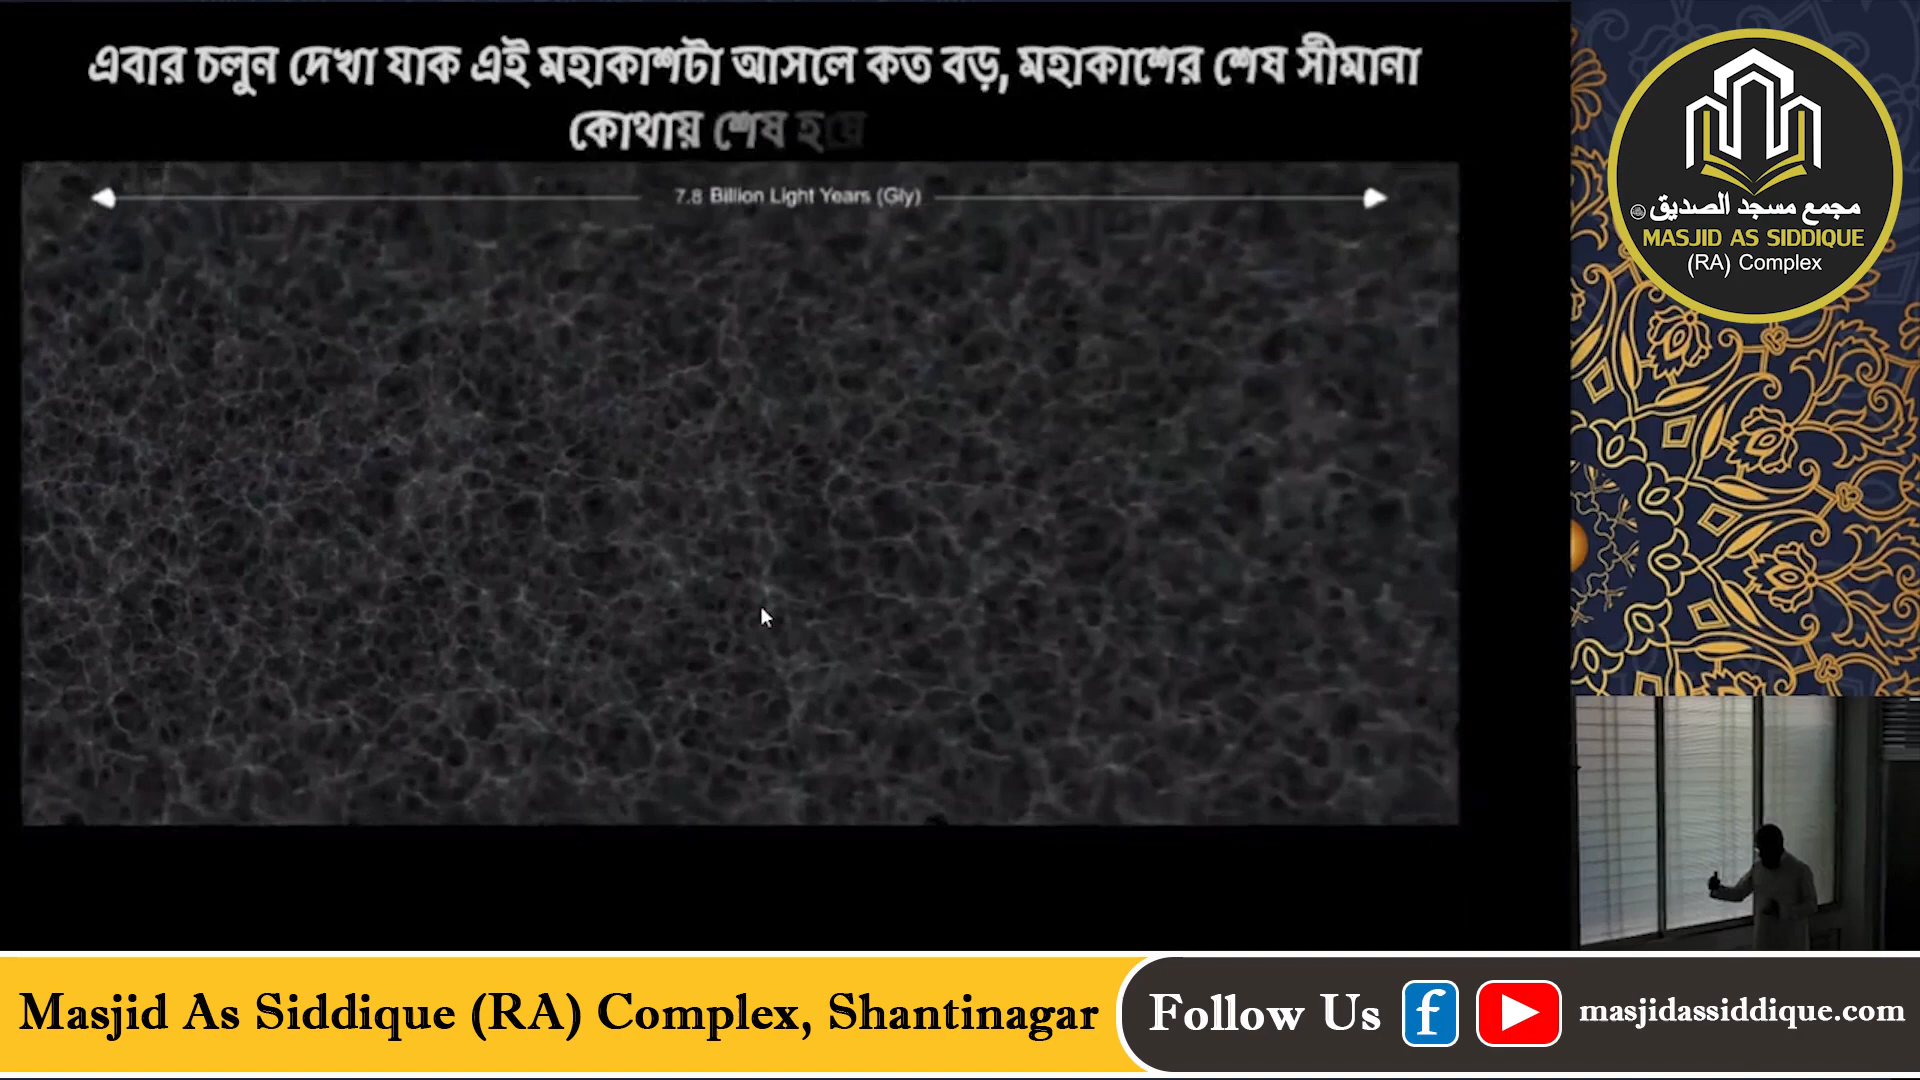 এবার চলুন দেখা যাক এই মহাকাশটা আসলে কত বড়, মহাকাশের শেষ সীমানা
কোথায় শেষ হয়ে
7.8 Billion Light Years (Gly)
مجمع مسجد الصديق
MASJID AS SIDDIQUE
(RA) Complex
Masjid As Siddique (RA) Complex, Shantinagar
Follow Us
masjidassiddique.com